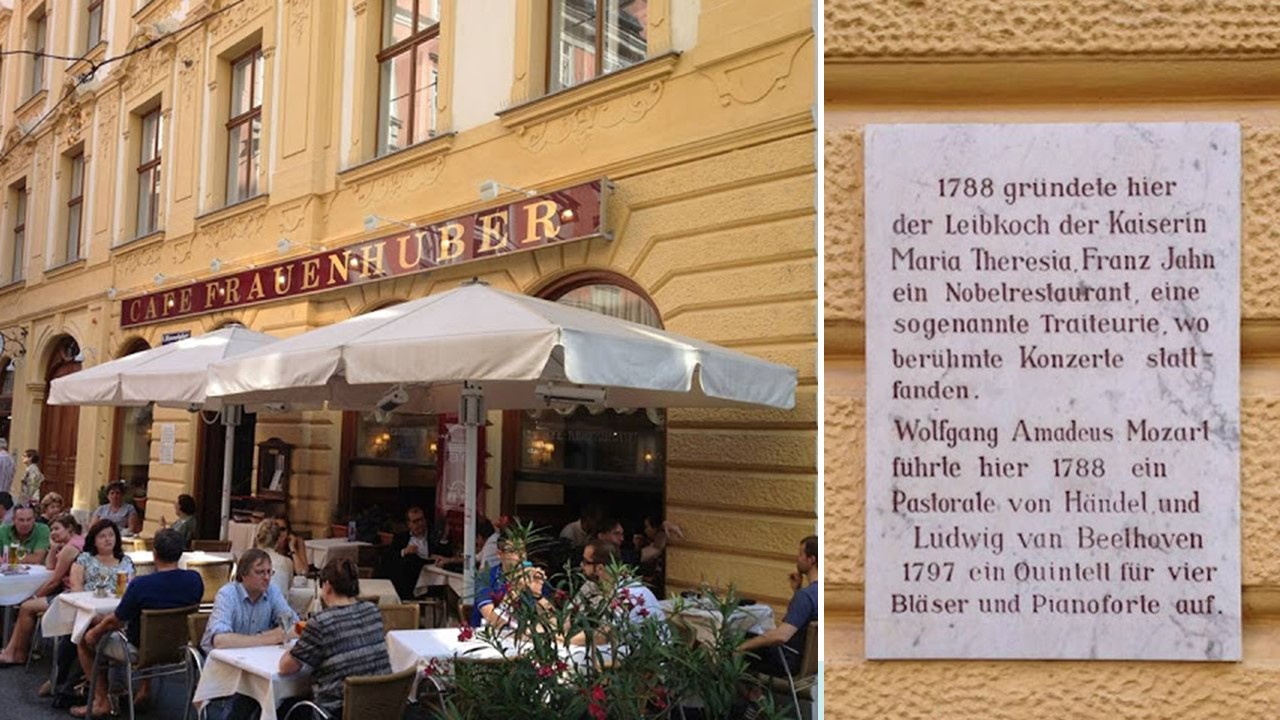 CAFE FRAUENHUBER
1788 gründete hier
der Leibkoch der Kaiserin
Maria Theresia, Franz Jahn
ein Nobelrestaurant, eine
sogenannte Traiteurie, wo
berühmte Konzerte statt-
fanden.
Wolfgang Amadeus Mozart
führte hier 1788 ein
Pastorale von Händel und
Ludwig van Beethoven
1797 ein Quintett für vier
Bläser und Pianoforte auf.